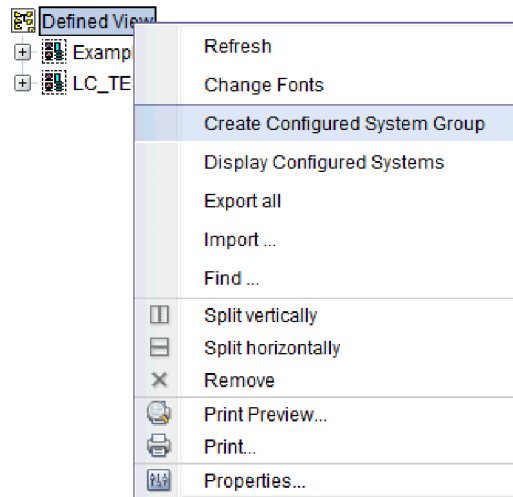 Defined View
Exampl
LC_TE
Refresh
Change Fonts
Create Configured System Group
Display Configured Systems
Export all
Import ...
Find ...
Split vertically
Split horizontally
Remove
Print Preview...
Print...
Properties...